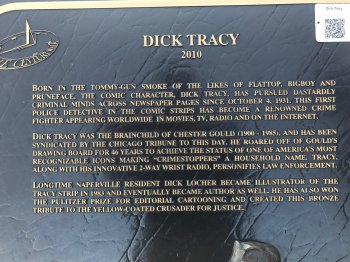 Dick Tracy
DICK TRACY
2010
BORN IN THE TOMMY-GUN SMOKE OF THE LIKES OF FLATTOP, BIGBOY AND
PRUNEFACE, THE COMIC CHARACTER, DICK TRACY, HAS PURSUED DASTARDLY
CRIMINAL MINDS ACROSS NEWSPAPER PAGES SINCE OCTOBER 4, 1931. THIS FIRST
POLICE DETECTIVE IN THE COMIC STRIPS HAS BECOME A RENOWNED CRIME
FIGHTER APPEARING WORLDWIDE IN MOVIES, TV, RADIO AND ON THE INTERNET.
DICK TRACY WAS THE BRAINCHILD OF CHESTER GOULD (1900 - 1985), AND HAS BEEN
SYNDICATED BY THE CHICAGO TRIBUNE TO THIS DAY. HE ROARED OFF OF GOULD'S
DRAWING BOARD FOR 46 YEARS TO ACHIEVE THE STATUS OF ONE OF AMERICA'S MOST
RECOGNIZABLE ICONS MAKING "CRIMESTOPPERS" A HOUSEHOLD NAME. TRACY,
ALONG WITH HIS INNOVATIVE 2-WAY WRIST RADIO, PERSONIFIES LAW ENFORCEMENT.
LONGTIME NAPERVILLE RESIDENT DICK LOCHER BECAME ILLUSTRATOR OF THE
TRACY STRIP IN 1983 AND EVENTUALLY BECAME AUTHOR AS WELL. HE HAS ALSO WON
THE PULITZER PRIZE FOR EDITORIAL CARTOONING AND CREATED THIS BRONZE
TRIBUTE TO THE YELLOW-COATED CRUSADER FOR JUSTICE.